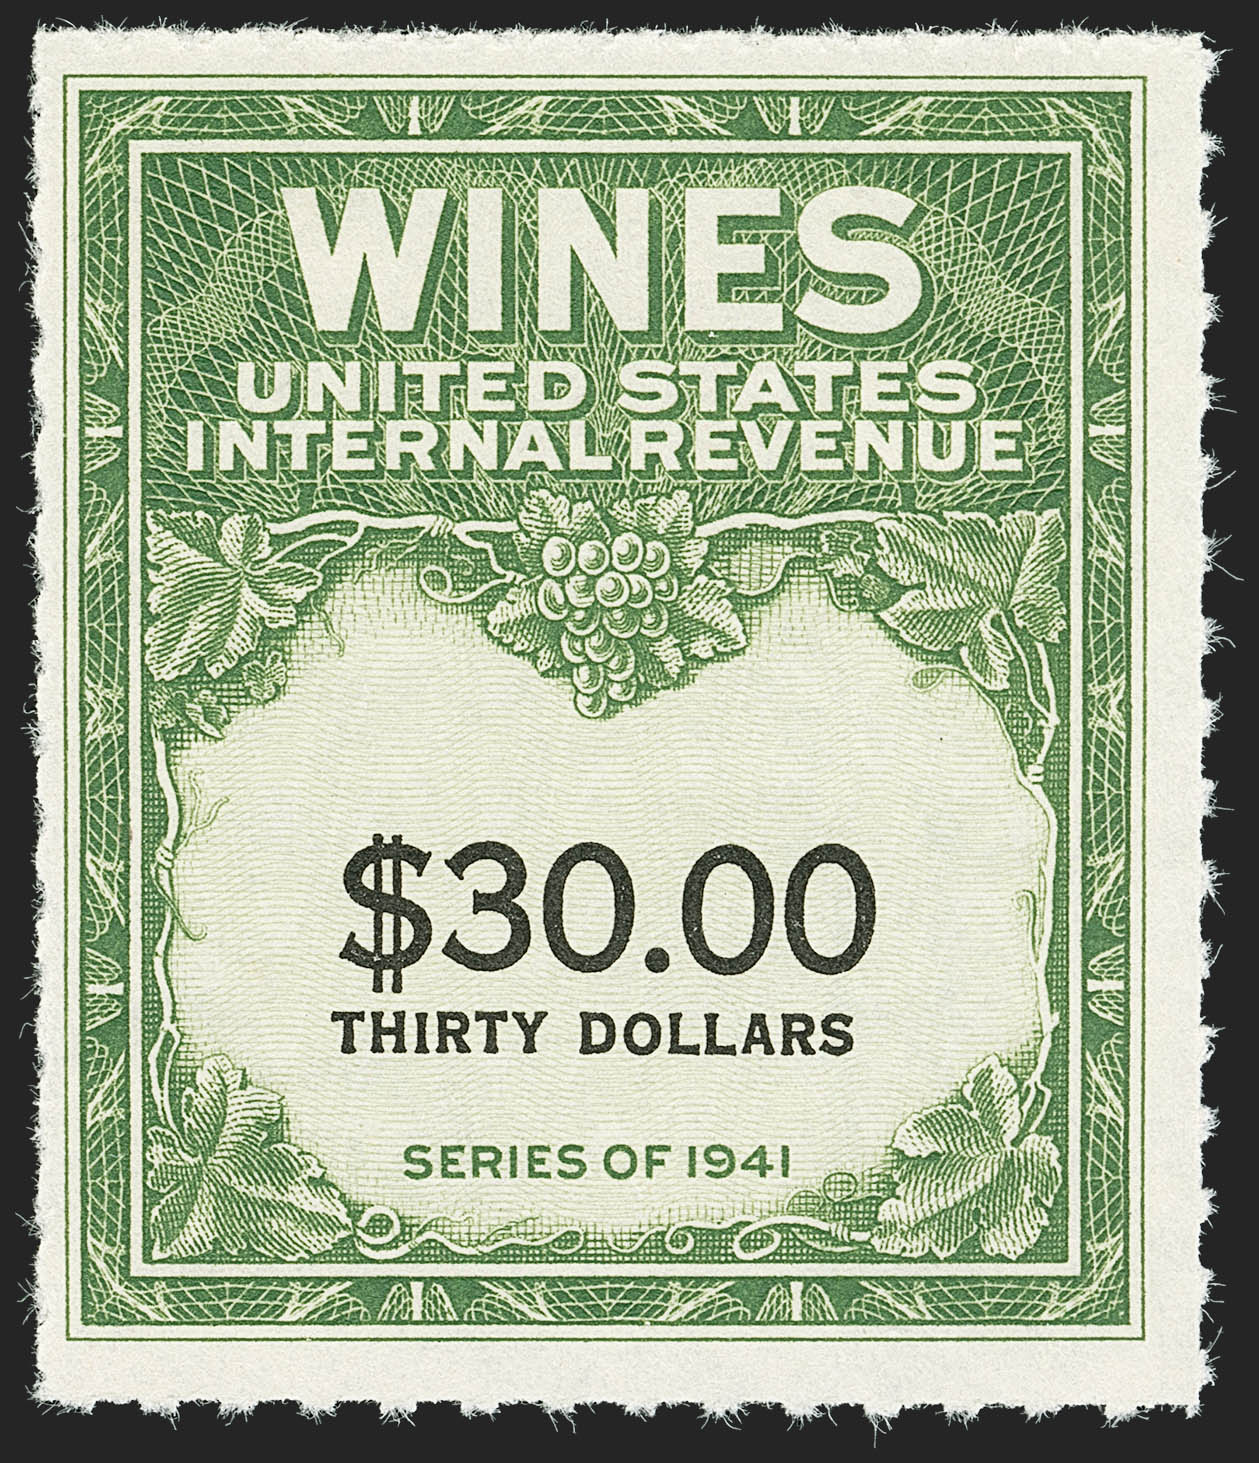 WINES
UNITED STATES
INTERNAL REVENUE
$30.00
THIRTY DOLLARS
SERIES OF 1941